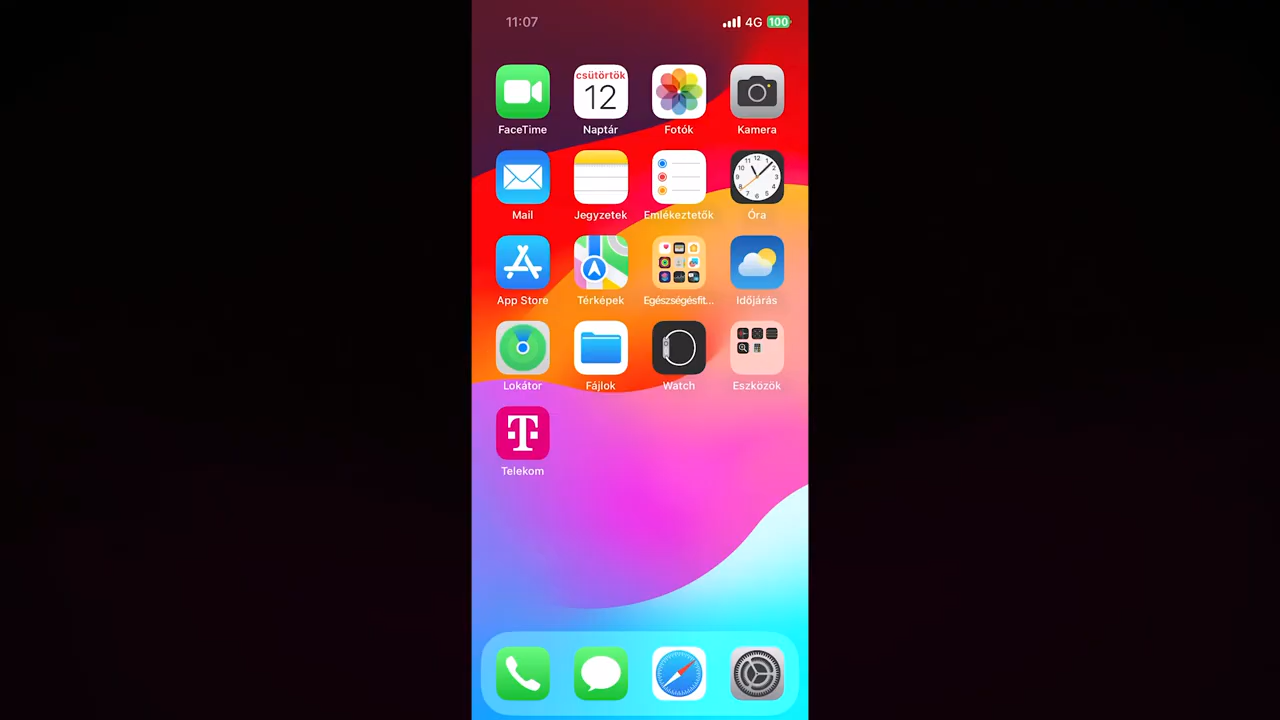 11:07 4G 100
csütörtök
12
FaceTime Naptár Fotók Kamera
Mail Jegyzetek Emlékeztetők Óra
App Store Térképek Egészségésfit... Időjárás
Lokátor Fájlok Watch Eszközök
T
Telekom